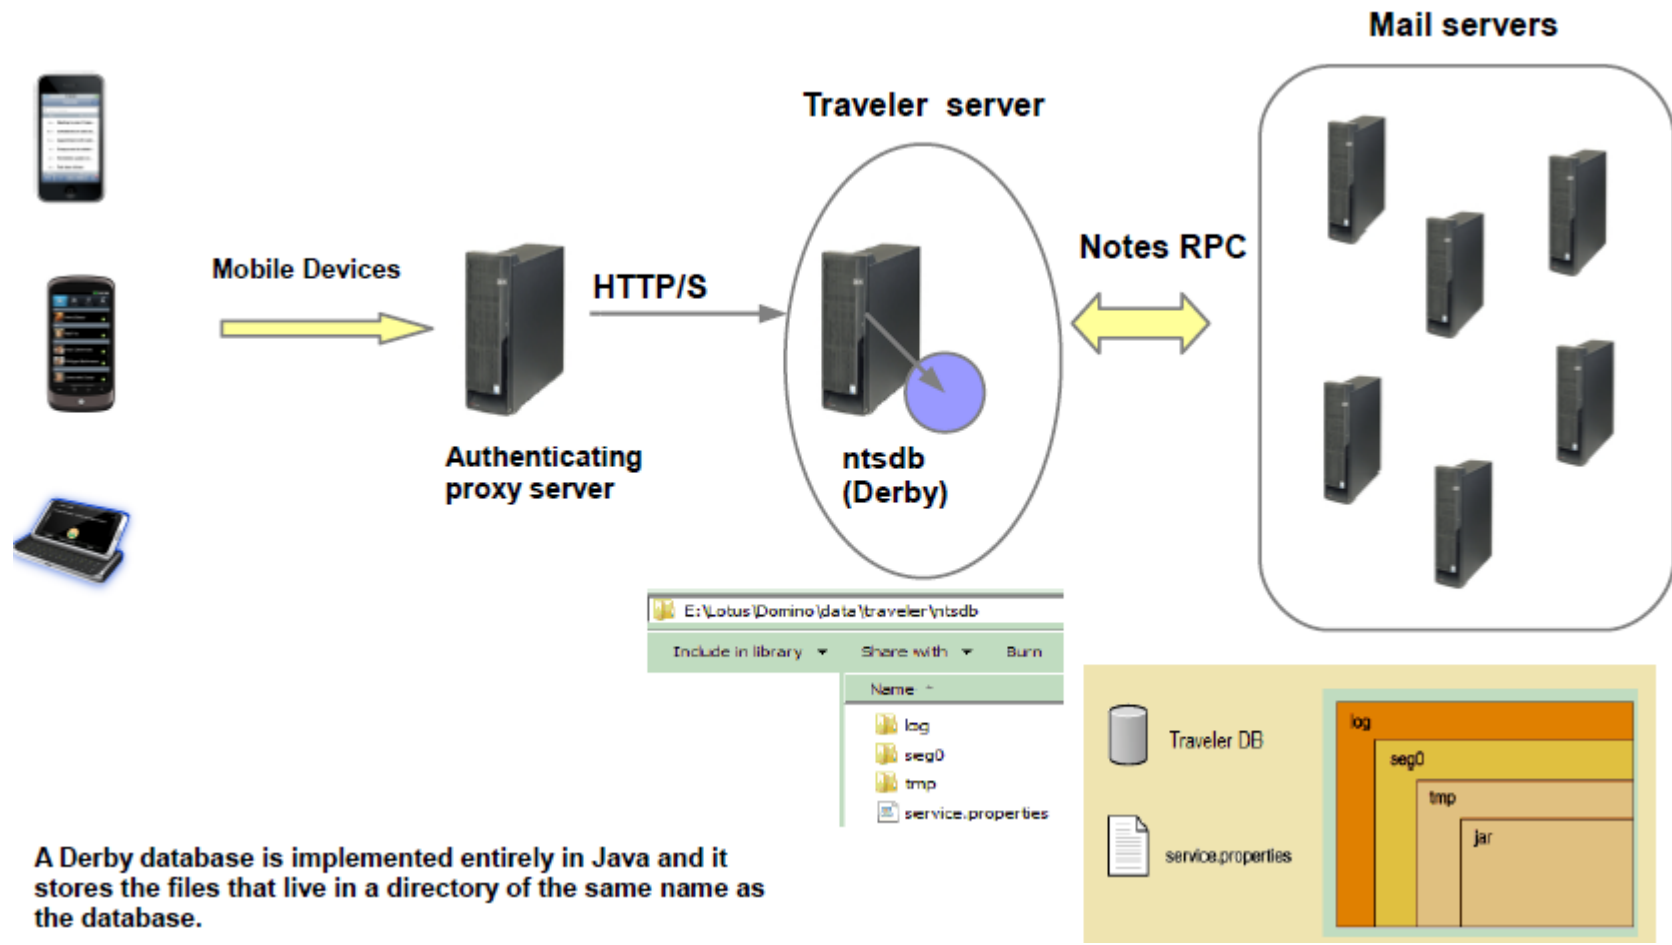 Mail servers
Traveler server
Mobile Devices
HTTP/S
Notes RPC
Authenticating
proxy server
ntsdb
(Derby)
E:\Lotus\Domino\data\traveler\ntsdb
Include in library
Share with
Burn
Name
log
seg0
tmp
service.properties
Traveler DB
service.properties
log
seg0
tmp
jar
A Derby database is implemented entirely in Java and it
stores the files that live in a directory of the same name as
the database.